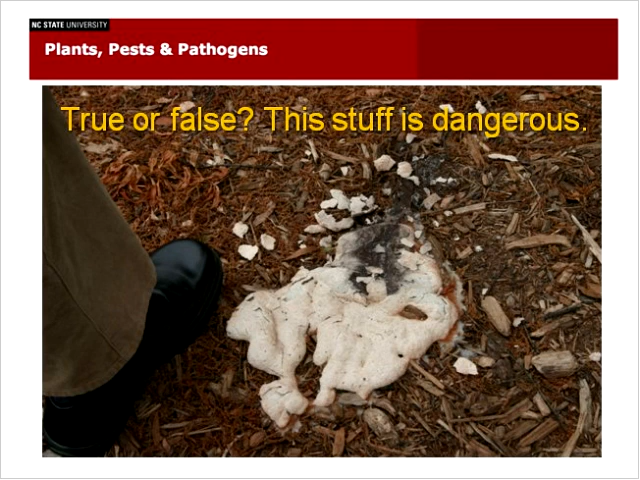 NC STATE UNIVERSITY
Plants, Pests & Pathogens
True or false? This stuff is dangerous.